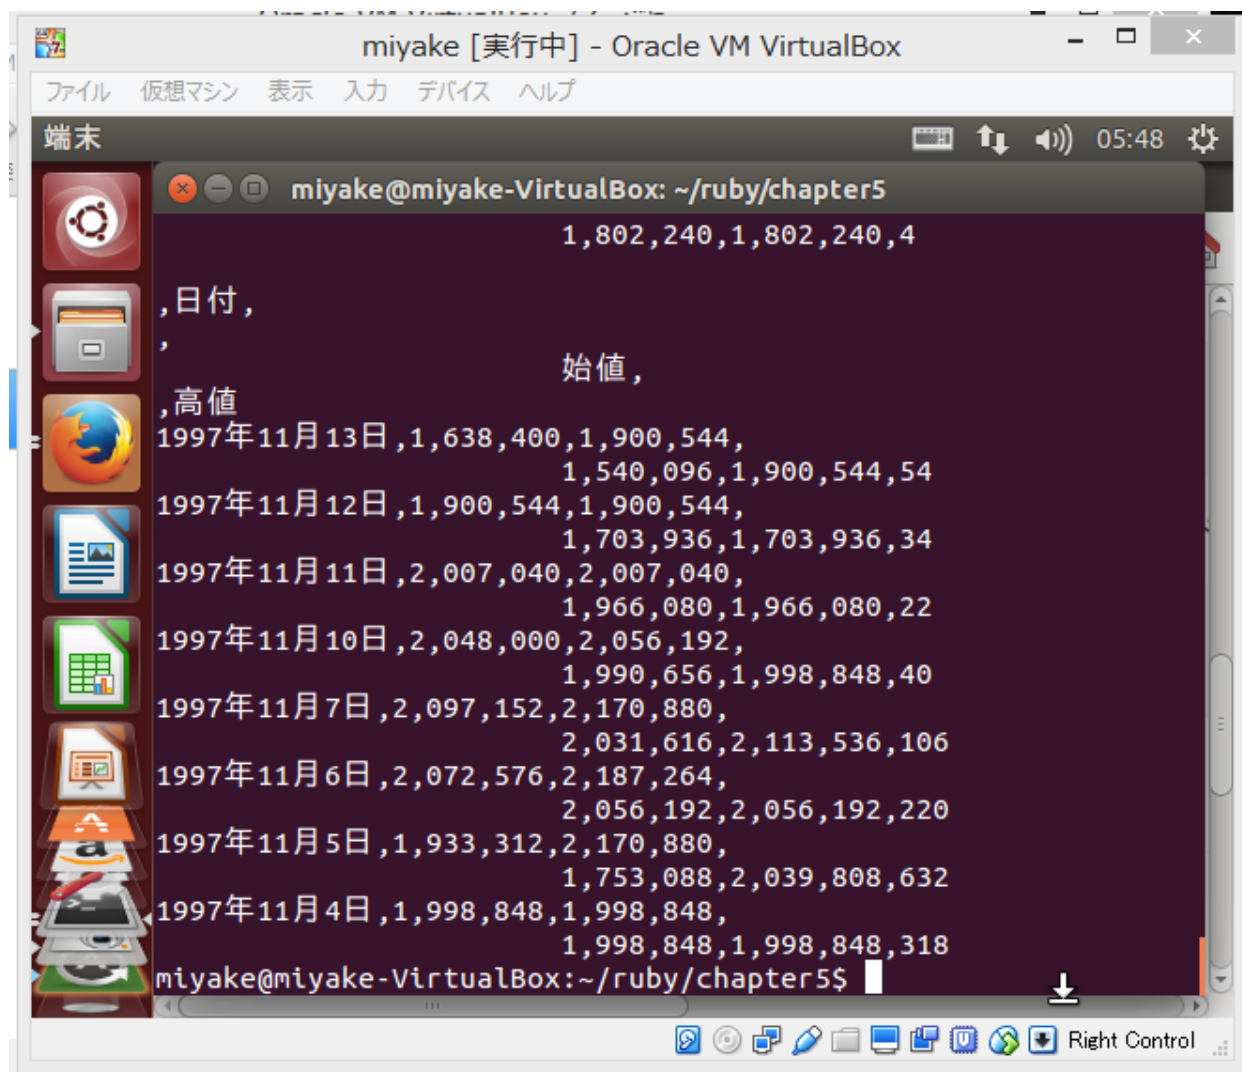 miyake [実行中] - Oracle VM VirtualBox
ファイル 仮想マシン 表示 入力 デバイス ヘルプ
端末 05:48
miyake@miyake-VirtualBox: ~/ruby/chapter5
1,802,240,1,802,240,4
,日付,
,
始値,
,高値
1997年11月13日,1,638,400,1,900,544,
1,540,096,1,900,544,54
1997年11月12日,1,900,544,1,900,544,
1,703,936,1,703,936,34
1997年11月11日,2,007,040,2,007,040,
1,966,080,1,966,080,22
1997年11月10日,2,048,000,2,056,192,
1,990,656,1,998,848,40
1997年11月7日,2,097,152,2,170,880,
2,031,616,2,113,536,106
1997年11月6日,2,072,576,2,187,264,
2,056,192,2,056,192,220
1997年11月5日,1,933,312,2,170,880,
1,753,088,2,039,808,632
1997年11月4日,1,998,848,1,998,848,
1,998,848,1,998,848,318
miyake@miyake-VirtualBox:~/ruby/chapter5$
Right Control